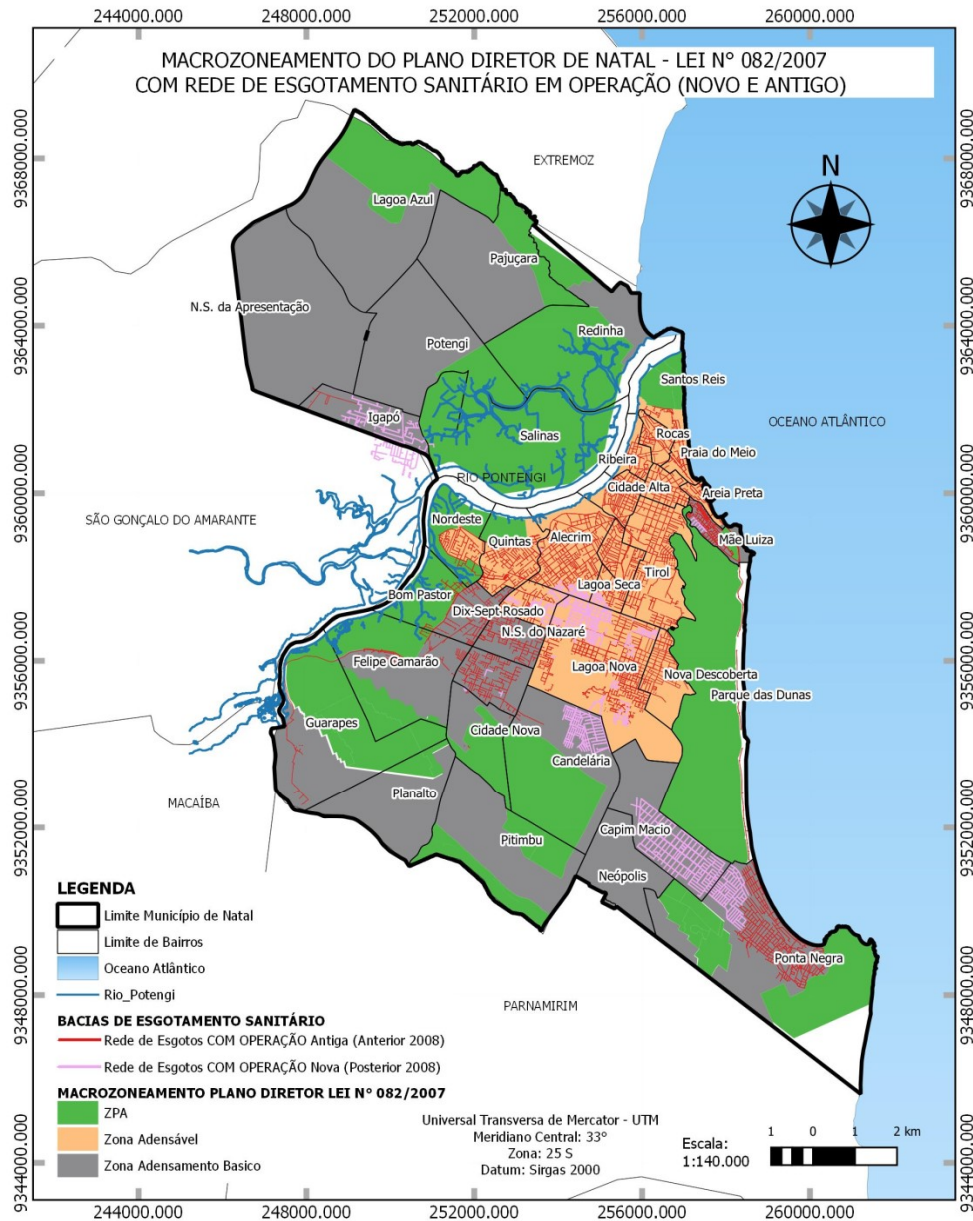 244000.000 248000.000 252000.000 256000.000 260000.000
MACROZONEAMENTO DO PLANO DIRETOR DE NATAL - LEI N° 082/2007
COM REDE DE ESGOTAMENTO SANITÁRIO EM OPERAÇÃO (NOVO E ANTIGO)
9368000.000 9368000.000
EXTREMOZ
N
Lagoa Azul
Pajuçara
N.S. da Apresentação
9364000.000 9364000.000
Redinha
Potengi
Santos Reis
Igapó
OCEANO ATLÂNTICO
Salinas
Rocas
Praia do Meio
Ribeira
RIO PONTENGI
Cidade Alta
9360000.000 9360000.000
Areia Preta
SÃO GONÇALO DO AMARANTE
Nordeste
Quintas
Alecrim
Mãe Luiza
Tirol
Lagoa Seca
Bom Pastor
Dix-Sept-Rosado
N.S. do Nazaré
Felipe Camarão
Lagoa Nova
9356000.000 9356000.000
Nova Descoberta
Parque das Dunas
Guarapes
Cidade Nova
Candelária
Planalto
MACAÍBA
9352000.000 9352000.000
Capim Macio
Pitimbu
Neópolis
Ponta Negra
PARNAMIRIM
9348000.000 9348000.000
LEGENDA
Limite Município de Natal
Limite de Bairros
Oceano Atlântico
Rio_Potengi
BACIAS DE ESGOTAMENTO SANITÁRIO
Rede de Esgotos COM OPERAÇÃO Antiga (Anterior 2008)
Rede de Esgotos COM OPERAÇÃO Nova (Posterior 2008)
MACROZONEAMENTO PLANO DIRETOR LEI N° 082/2007
ZPA
Zona Adensável
Zona Adensamento Basico
Universal Transversa de Mercator - UTM
Meridiano Central: 33°
Zona: 25 S
Datum: Sirgas 2000
Escala:
1:140.000
1 0 1 2 km
9344000.000 9344000.000
244000.000 248000.000 252000.000 256000.000 260000.000